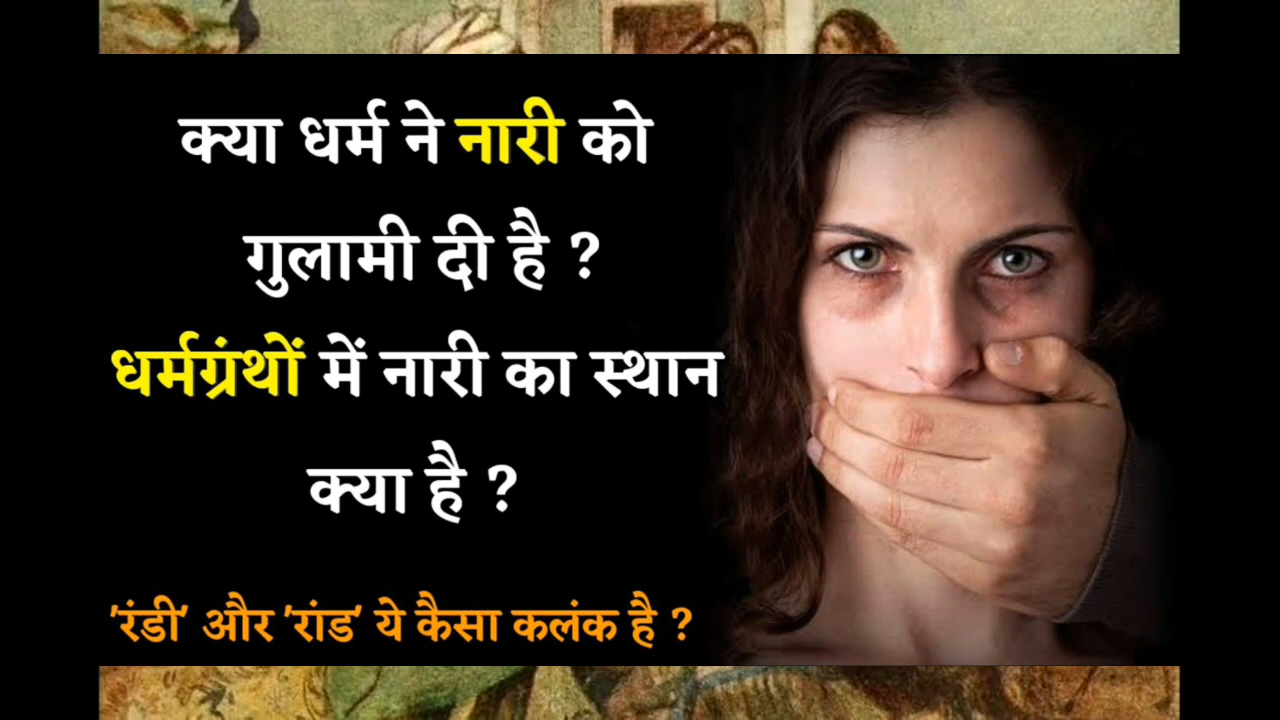 क्या धर्म ने नारी को
गुलामी दी है ?
धर्मग्रंथों में नारी का स्थान
क्या है ?
'रंडी' और 'रांड' ये कैसा कलंक है ?